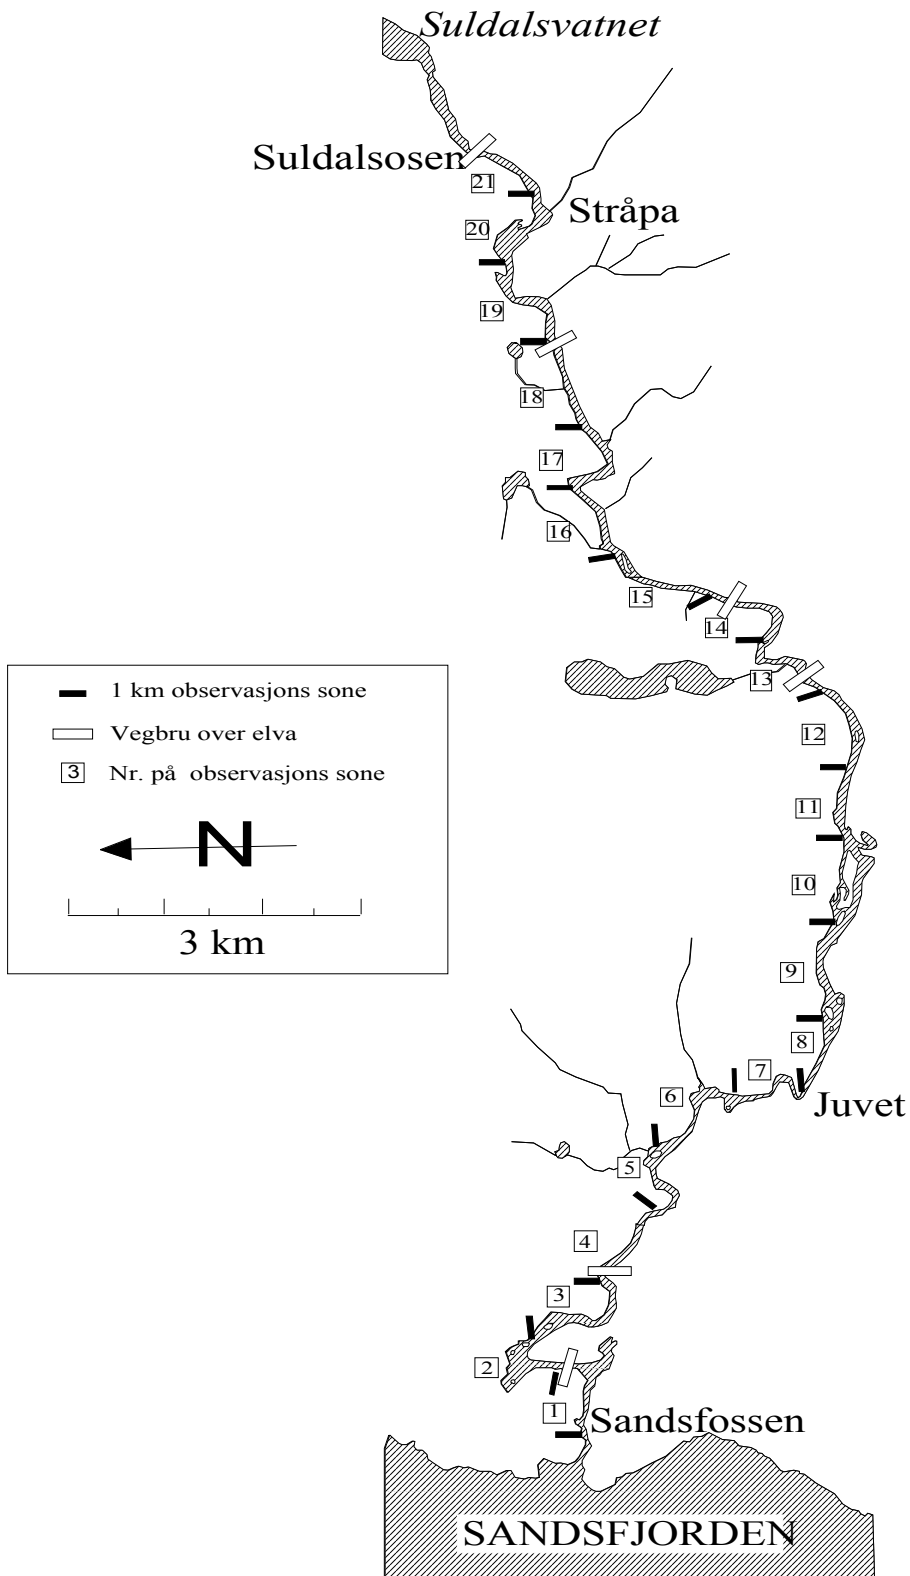 Suldalsvatnet
Suldalsosen
21
Stråpa
20
19
18
17
16
15
14
13
1 km observasjons sone
Vegbru over elva
3 Nr. på observasjons sone
N
3 km
12
11
10
9
8
7
6
Juvet
5
4
3
2
1
Sandsfossen
SANDSFJORDEN